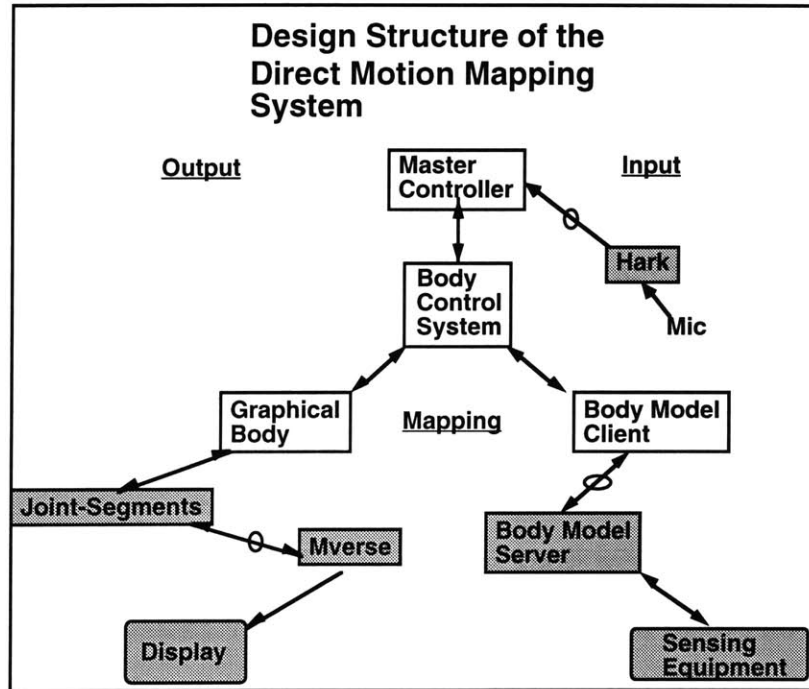 Design Structure of the
Direct Motion Mapping
System
Output
Master
Controller
Input
Hark
Mic
Body
Control
System
Graphical
Body
Mapping
Body Model
Client
Joint-Segments
Mverse
Body Model
Server
Display
Sensing
Equipment